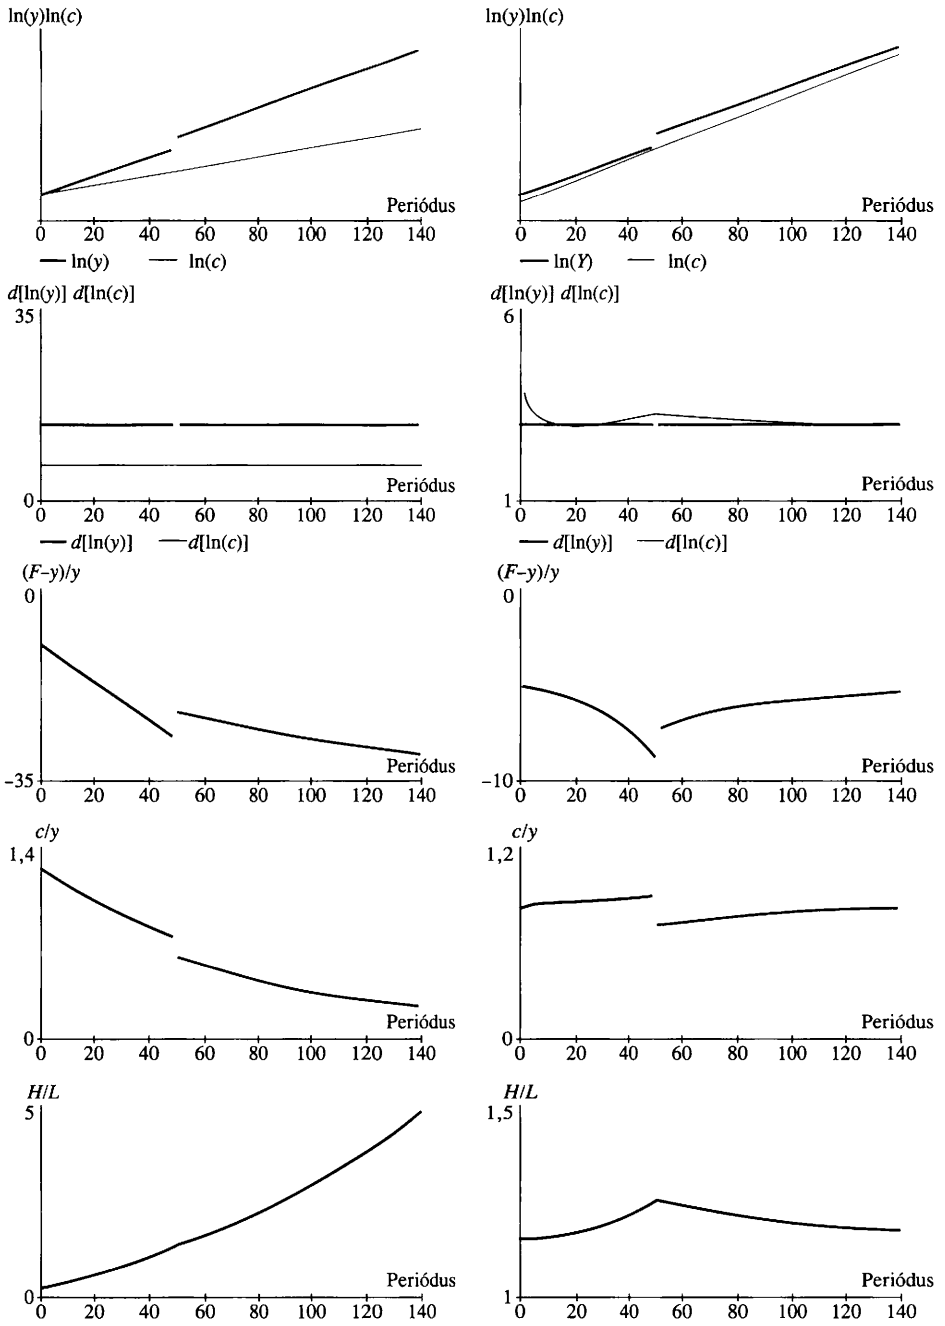 ln(y)ln(c)
Periódus
0 20 40 60 80 100 120 140
ln(y) ln(c)
ln(y)ln(c)
Periódus
0 20 40 60 80 100 120 140
ln(Y) ln(c)
d[ln(y)] d[ln(c)]
35
0
Periódus
0 20 40 60 80 100 120 140
d[ln(y)] d[ln(c)]
d[ln(y)] d[ln(c)]
6
1
Periódus
0 20 40 60 80 100 120 140
d[ln(y)] d[ln(c)]
(F–y)/y
0
–35
Periódus
0 20 40 60 80 100 120 140
(F–y)/y
0
–10
Periódus
0 20 40 60 80 100 120 140
c/y
1,4
0
Periódus
0 20 40 60 80 100 120 140
c/y
1,2
0
Periódus
0 20 40 60 80 100 120 140
H/L
5
0
Periódus
0 20 40 60 80 100 120 140
H/L
1,5
1
Periódus
0 20 40 60 80 100 120 140